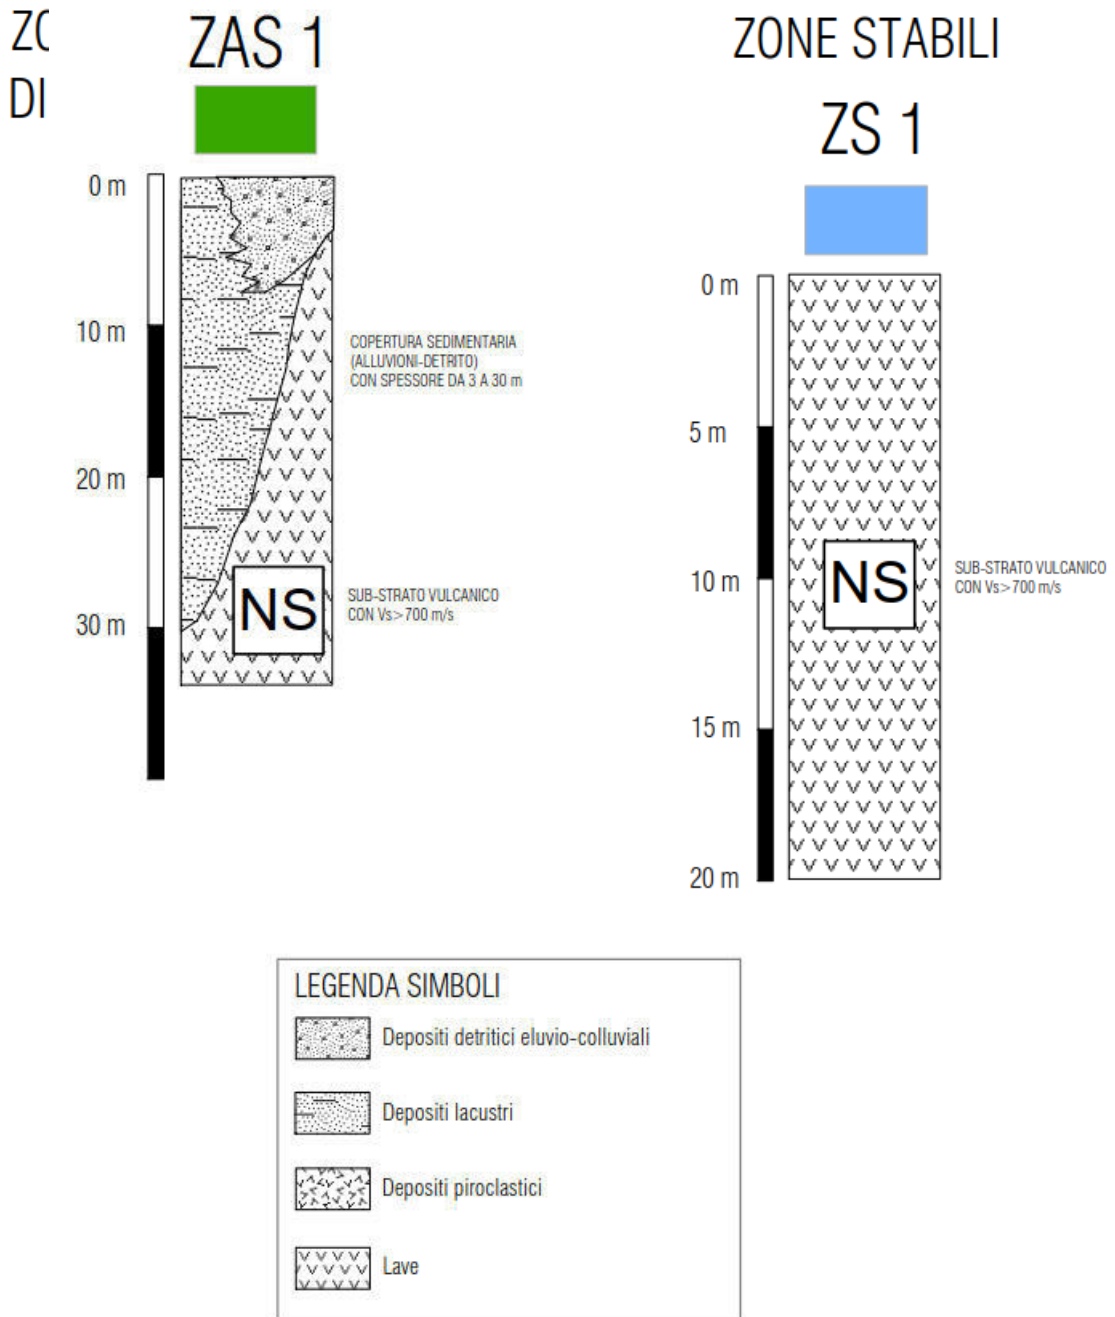 ZAS 1
0 m
10 m
20 m
30 m
COPERTURA SEDIMENTARIA
(ALLUVIONI-DETRITO)
CON SPESSORE DA 3 A 30 m
NS
SUB-STRATO VULCANICO
CON Vs>700 m/s
ZONE STABILI
ZS 1
0 m
5 m
10 m
15 m
20 m
NS
SUB-STRATO VULCANICO
CON Vs>700 m/s
LEGENDA SIMBOLI
Depositi detritici eluvio-colluviali
Depositi lacustri
Depositi piroclastici
Lave